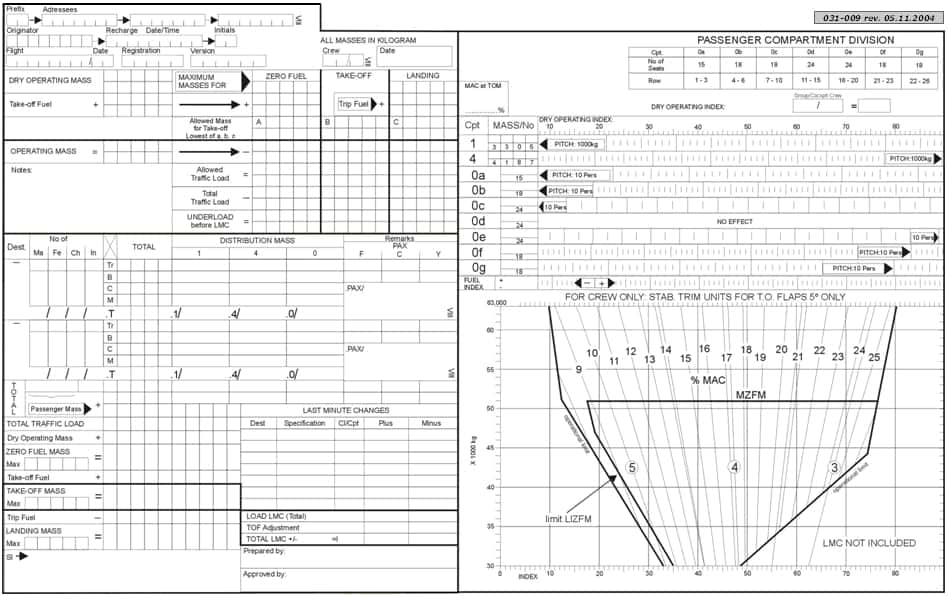 031-009 rev. 05.11.2004
Prefix Adressees
VII
Originator Recharge Date/Time Initials
ALL MASSES IN KILOGRAM
Flight Date Registration Version Crew Date
VII
DRY OPERATING MASS MAXIMUM MASSES FOR ZERO FUEL TAKE-OFF LANDING
Take-off Fuel + + Trip Fuel +
Allowed Mass for Take-off Lowest of a, b, c A B C
OPERATING MASS = −
Notes: Allowed Traffic Load =
Total Traffic Load −
UNDERLOAD before LMC =
Dest. No of TOTAL DISTRIBUTION MASS Remarks
PAX
Ma Fe Ch In 1 4 0 F C Y
– Tr
B
C PAX/
M
/ / / .T .1/ .4/ .0/ VII
– Tr
B
C PAX/
M
/ / / .T .1/ .4/ .0/ VII
TOTAL
Passenger Mass +
LAST MINUTE CHANGES
TOTAL TRAFFIC LOAD Dest Specification Cl/Cpt Plus Minus
Dry Operating Mass +
ZERO FUEL MASS =
Max
Take-off Fuel +
TAKE-OFF MASS =
Max
Trip Fuel −
LOAD LMC (Total)
LANDING MASS =
TOF Adjustment
Max
TOTAL LMC +/- =
SI
Prepared by:
Approved by:
PASSENGER COMPARTMENT DIVISION
Cpt. 0a 0b 0c 0d 0e 0f 0g
No of Seats 15 18 18 24 24 18 18
Row 1 - 3 4 - 6 7 - 10 11 - 15 16 - 20 21 - 23 22 - 26
MAC at TOM
%
Group/Cockpit Crew
DRY OPERATING INDEX: / =
Cpt MASS/No DRY OPERATING INDEX:
10 20 30 40 50 60 70 80
1 3 3 0 5 PITCH: 1000kg
4 4 1 8 7 PITCH:1000kg
0a 15 PITCH: 10 Pers
0b 18 PITCH: 10 Pers
0c 24 10 Pers
0d 24 NO EFFECT
0e 24 10 Pers
0f 18 PITCH:10 Pers
0g 18 PITCH:10 Pers
FUEL INDEX + - − +
63,000 FOR CREW ONLY: STAB. TRIM UNITS FOR T.O. FLAPS 5º ONLY
60
9 10 11 12 13 14 15 16 17 18 19 20 21 22 23 24 25
55
% MAC
MZFM
50
operational limit
45
X 1000 kg
5 4 3
operational limit
40
limit LIZFM
35
LMC NOT INCLUDED
30
INDEX 0 10 20 30 40 50 60 70 80